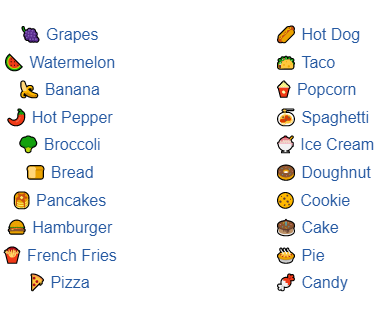 Grapes
Watermelon
Banana
Hot Pepper
Broccoli
Bread
Pancakes
Hamburger
French Fries
Pizza
Hot Dog
Taco
Popcorn
Spaghetti
Ice Cream
Doughnut
Cookie
Cake
Pie
Candy